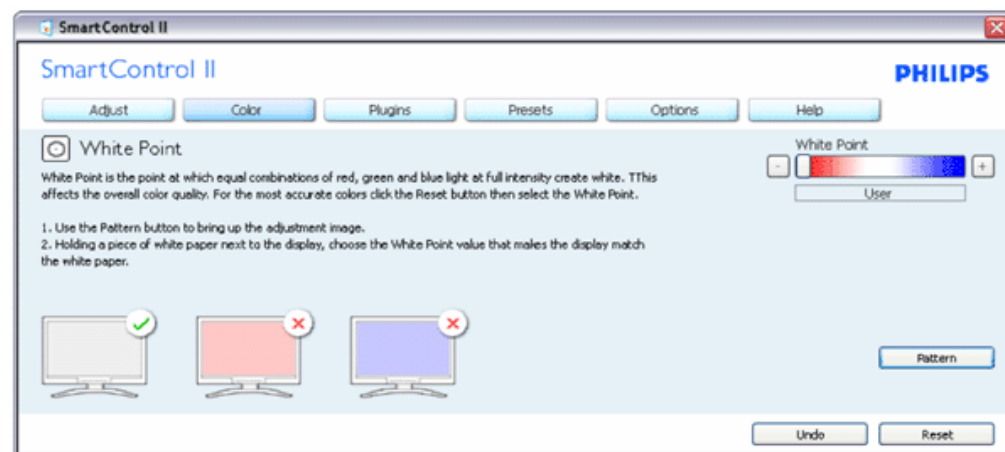 SmartControl II
SmartControl II
PHILIPS
Adjust Color Plugins Presets Options Help
White Point
White Point is the point at which equal combinations of red, green and blue light at full intensity create white. TThis
affects the overall color quality. For the most accurate colors click the Reset button then select the White Point.
1. Use the Pattern button to bring up the adjustment image.
2. Holding a piece of white paper next to the display, choose the White Point value that makes the display match
the white paper.
White Point
- +
User
Pattern
Undo Reset